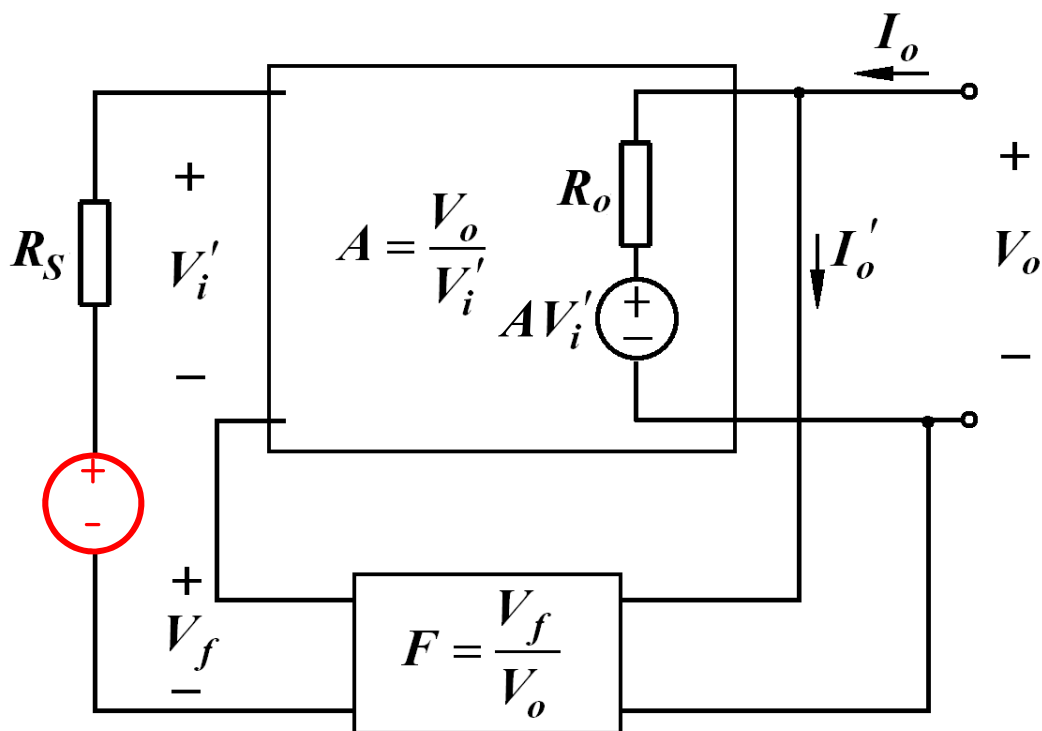 I_o
+
R_S
V_i'
−
A = V_o / V_i'
R_o
AV_i'
+
−
I_o'
+
V_o
−
+
-
+
V_f
−
F = V_f / V_o